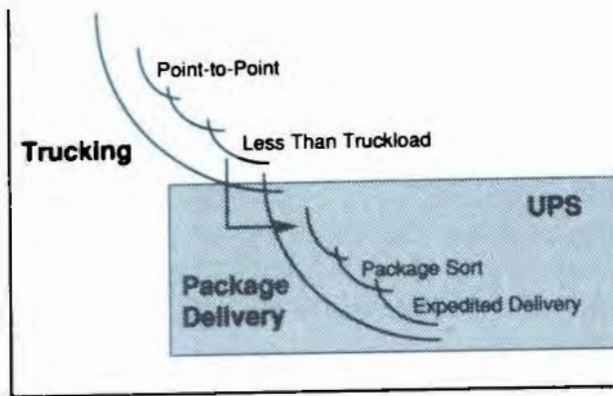 Point-to-Point
Trucking
Less Than Truckload
UPS
Package Sort
Package
Delivery
Expedited Delivery